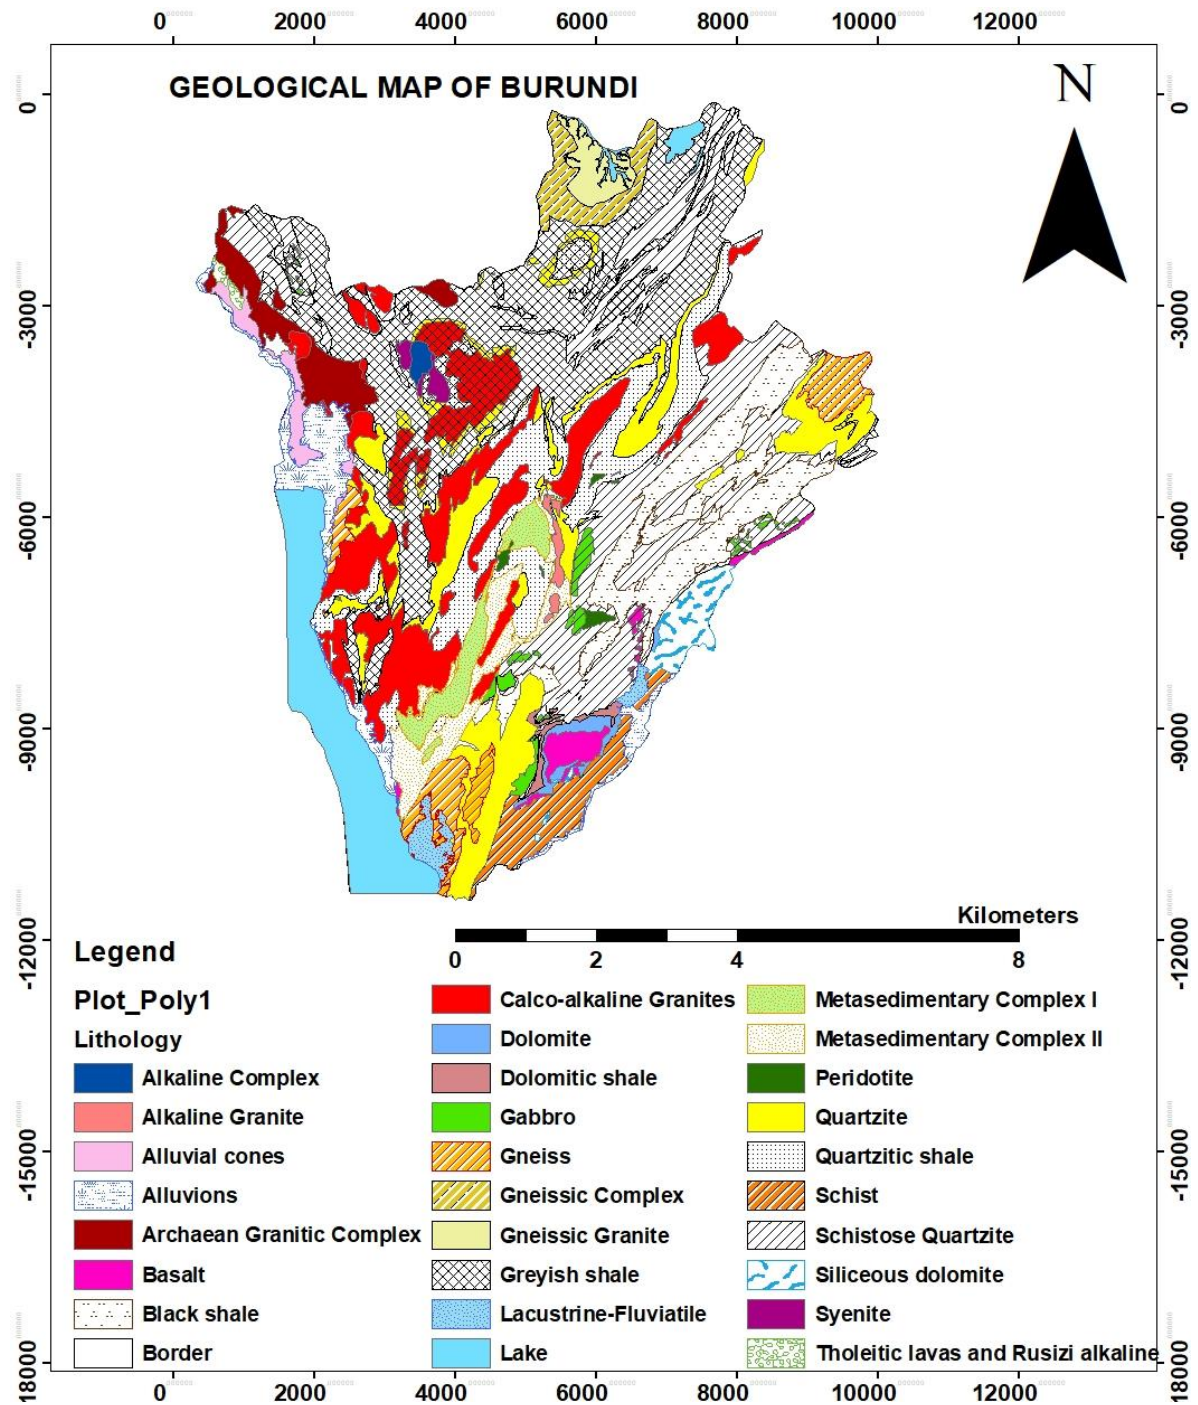 0 2000 4000 6000 8000 10000 12000
GEOLOGICAL MAP OF BURUNDI
N
0 0
-3000 -3000
-6000 -6000
-9000 -9000
-12000 -12000
-15000 -15000
-18000 -18000
Kilometers
0 2 4 8
Legend
Plot_Poly1
Lithology
Alkaline Complex
Alkaline Granite
Alluvial cones
Alluvions
Archaean Granitic Complex
Basalt
Black shale
Border
Calco-alkaline Granites
Dolomite
Dolomitic shale
Gabbro
Gneiss
Gneissic Complex
Gneissic Granite
Greyish shale
Lacustrine-Fluviatile
Lake
Metasedimentary Complex I
Metasedimentary Complex II
Peridotite
Quartzite
Quartzitic shale
Schist
Schistose Quartzite
Siliceous dolomite
Syenite
Tholeitic lavas and Rusizi alkaline
0 2000 4000 6000 8000 10000 12000